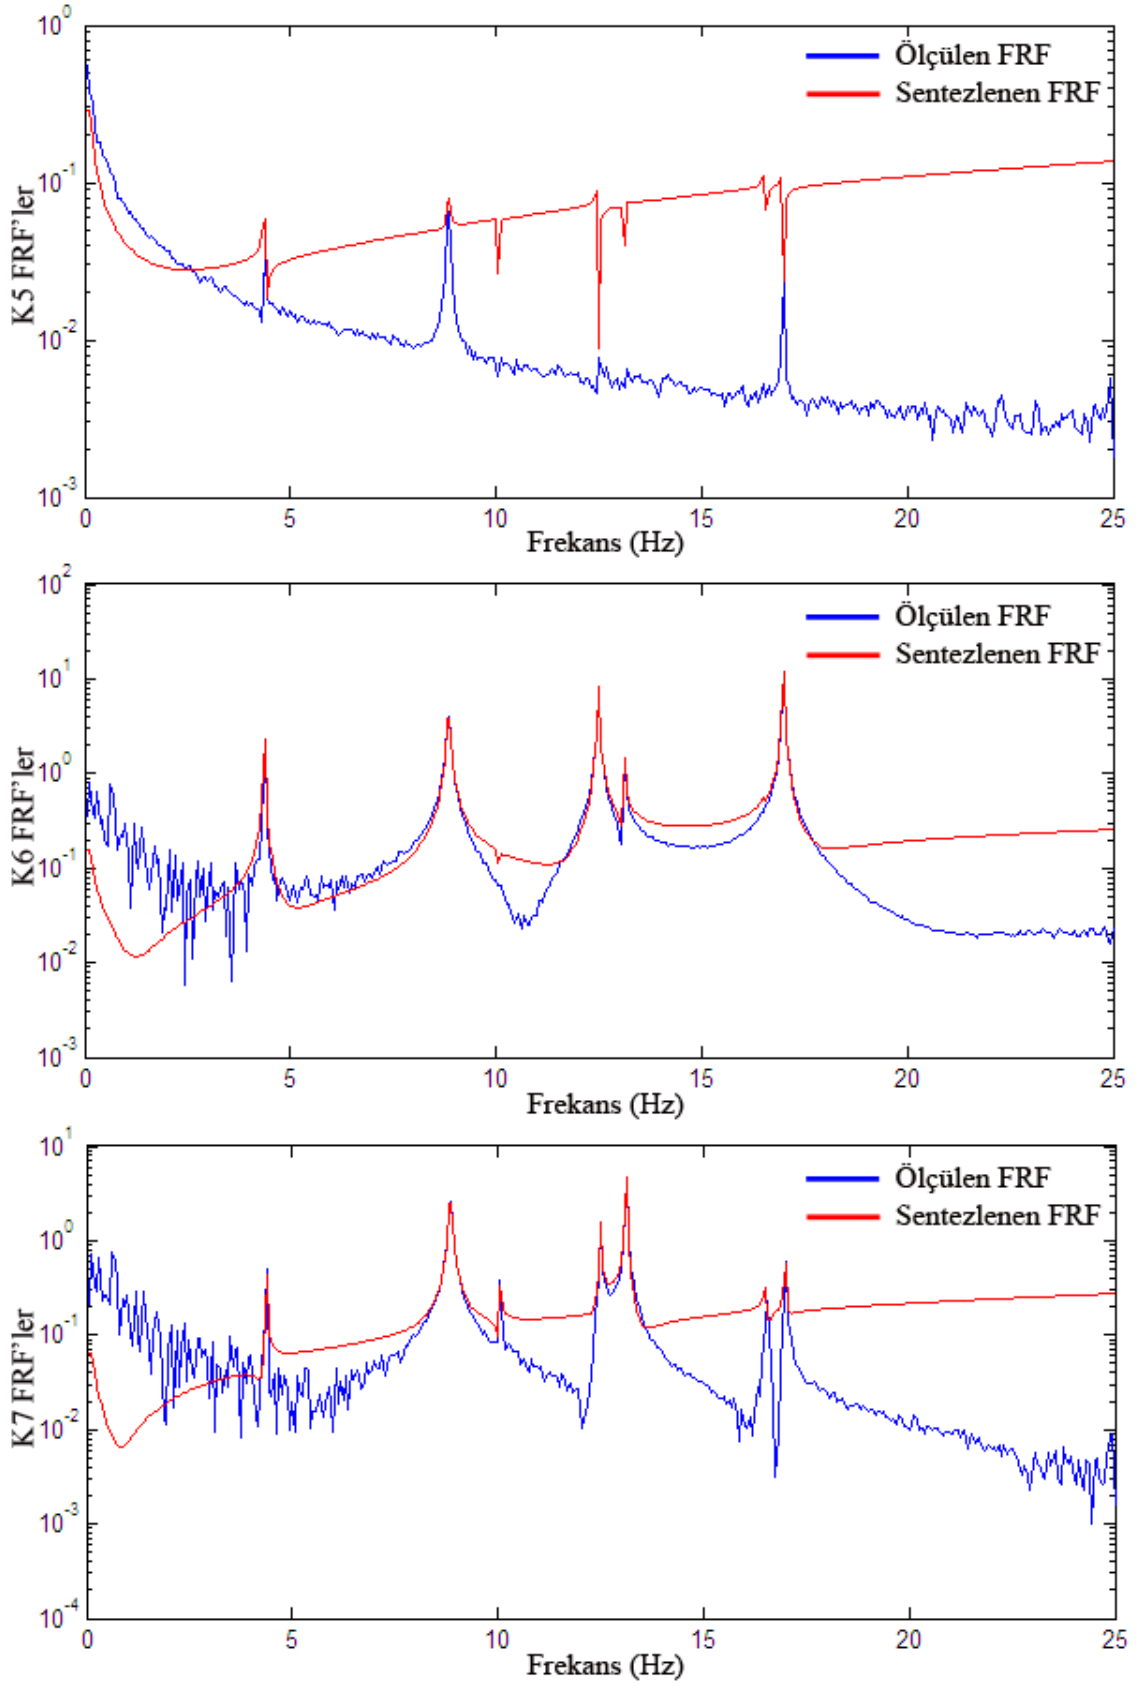 10^0
Ölçülen FRF
Sentezlenen FRF
10^-1
K5 FRF'ler
10^-2
10^-3
0 5 10 15 20 25
Frekans (Hz)
10^2
Ölçülen FRF
10^1
Sentezlenen FRF
10^0
K6 FRF'ler
10^-1
10^-2
10^-3
0 5 10 15 20 25
Frekans (Hz)
10^1
Ölçülen FRF
Sentezlenen FRF
10^0
10^-1
K7 FRF'ler
10^-2
10^-3
10^-4
0 5 10 15 20 25
Frekans (Hz)